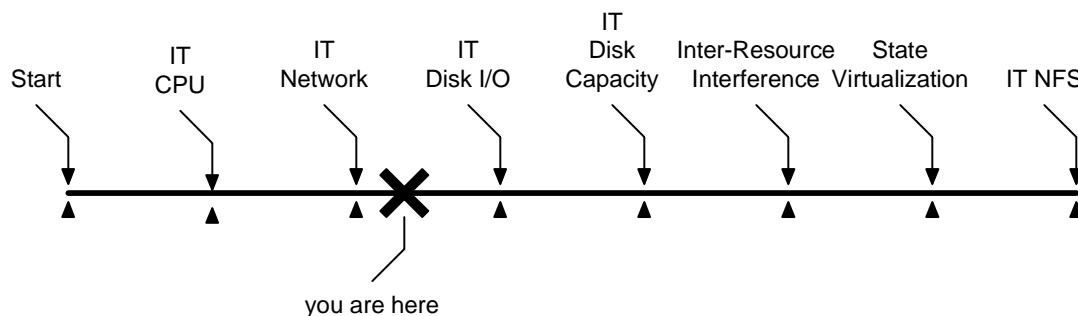 Start
IT
CPU
IT
Network
IT
Disk I/O
IT
Disk
Capacity
Inter-Resource
Interference
State
Virtualization
IT NFS
you are here